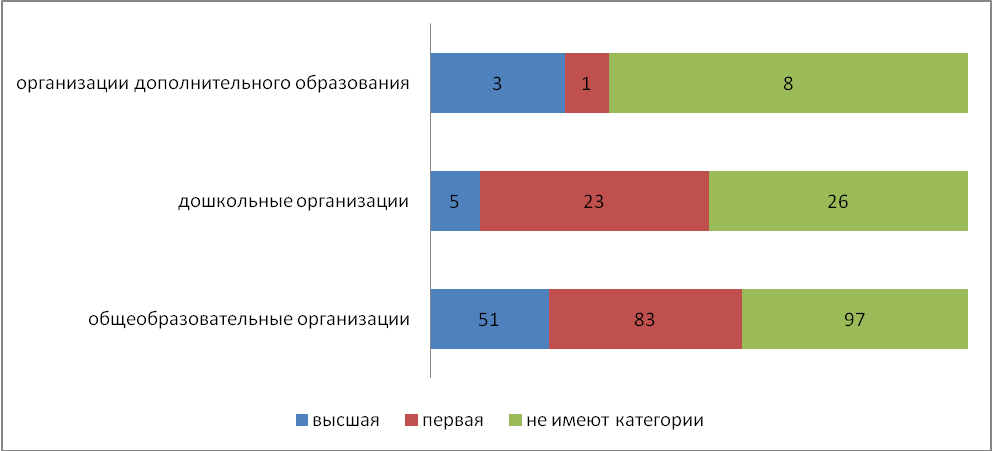 организации дополнительного образования
3 1 8
дошкольные организации
5 23 26
общеобразовательные организации
51 83 97
высшая первая не имеют категории